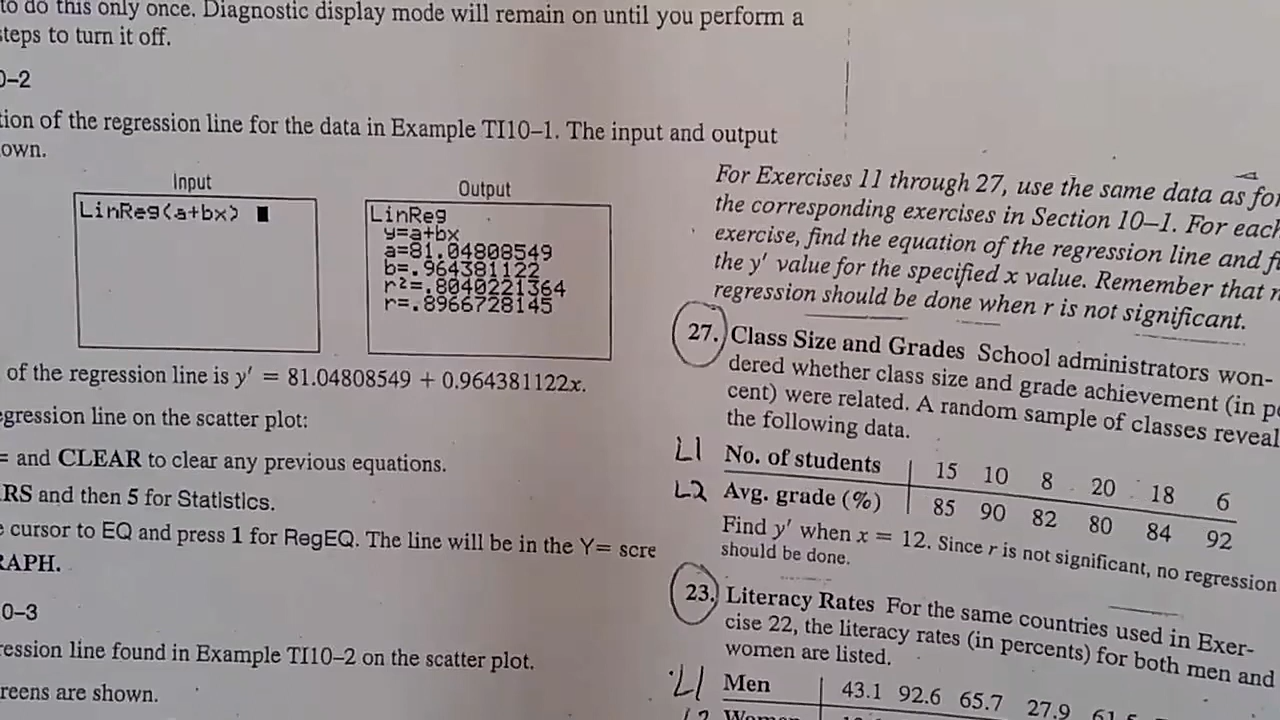 to do this only once. Diagnostic display mode will remain on until you perform a
steps to turn it off.
0–2
tion of the regression line for the data in Example TI10–1. The input and output
own.
Input
LinReg(a+bx)
Output
LinReg
y=a+bx
a=81.04808549
b=.964381122
r²=.8040221364
r=.8966728145
of the regression line is y′ = 81.04808549 + 0.964381122x.
egression line on the scatter plot:
= and CLEAR to clear any previous equations.
RS and then 5 for Statistics.
e cursor to EQ and press 1 for RegEQ. The line will be in the Y= scre
RAPH.
0–3
ression line found in Example TI10–2 on the scatter plot.
reens are shown.
For Exercises 11 through 27, use the same data as for
the corresponding exercises in Section 10–1. For each
exercise, find the equation of the regression line and fi
the y′ value for the specified x value. Remember that n
regression should be done when r is not significant.
27. Class Size and Grades School administrators won-
dered whether class size and grade achievement (in pe
cent) were related. A random sample of classes reveal
the following data.
L1 No. of students 15 10 8 20 18 6
L2 Avg. grade (%) 85 90 82 80 84 92
Find y′ when x = 12. Since r is not significant, no regression
should be done.
23. Literacy Rates For the same countries used in Exer-
cise 22, the literacy rates (in percents) for both men and
women are listed.
L1 Men 43.1 92.6 65.7 27.9
L2 Women